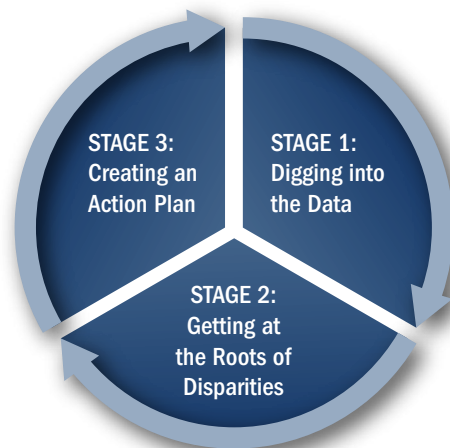 STAGE 1:
Digging into
the Data
STAGE 2:
Getting at
the Roots of
Disparities
STAGE 3:
Creating an
Action Plan